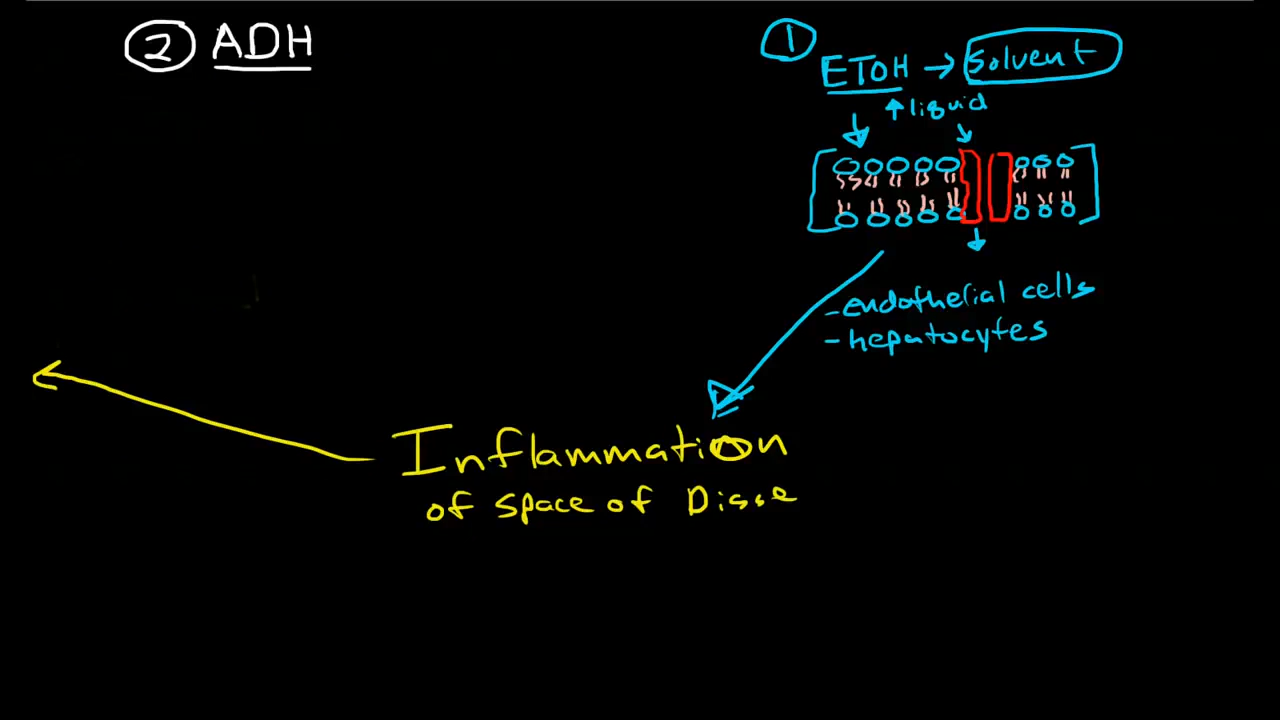 ② ADH
① ETOH → Solvent
↑ liquid
- endothelial cells
- hepatocytes
Inflammation
of space of Disse